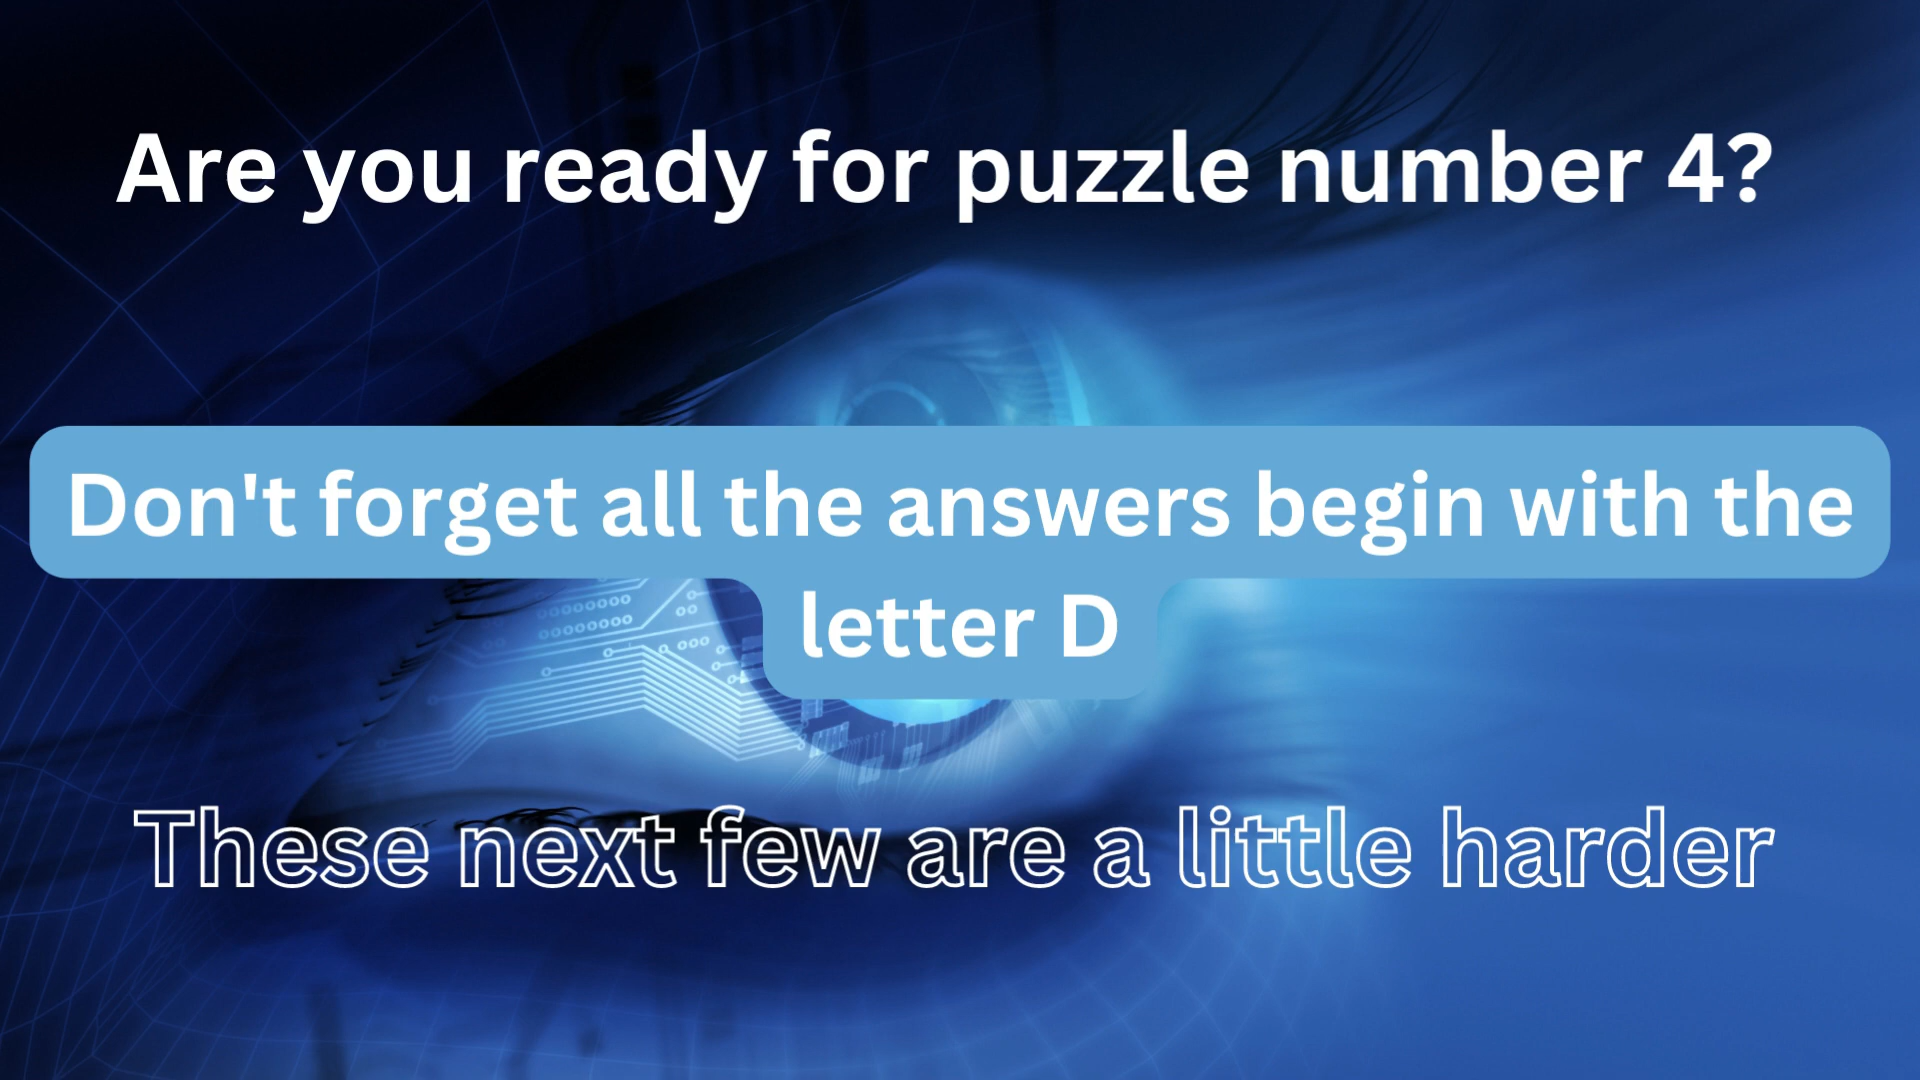 Are you ready for puzzle number 4?
Don't forget all the answers begin with the
letter D
These next few are a little harder